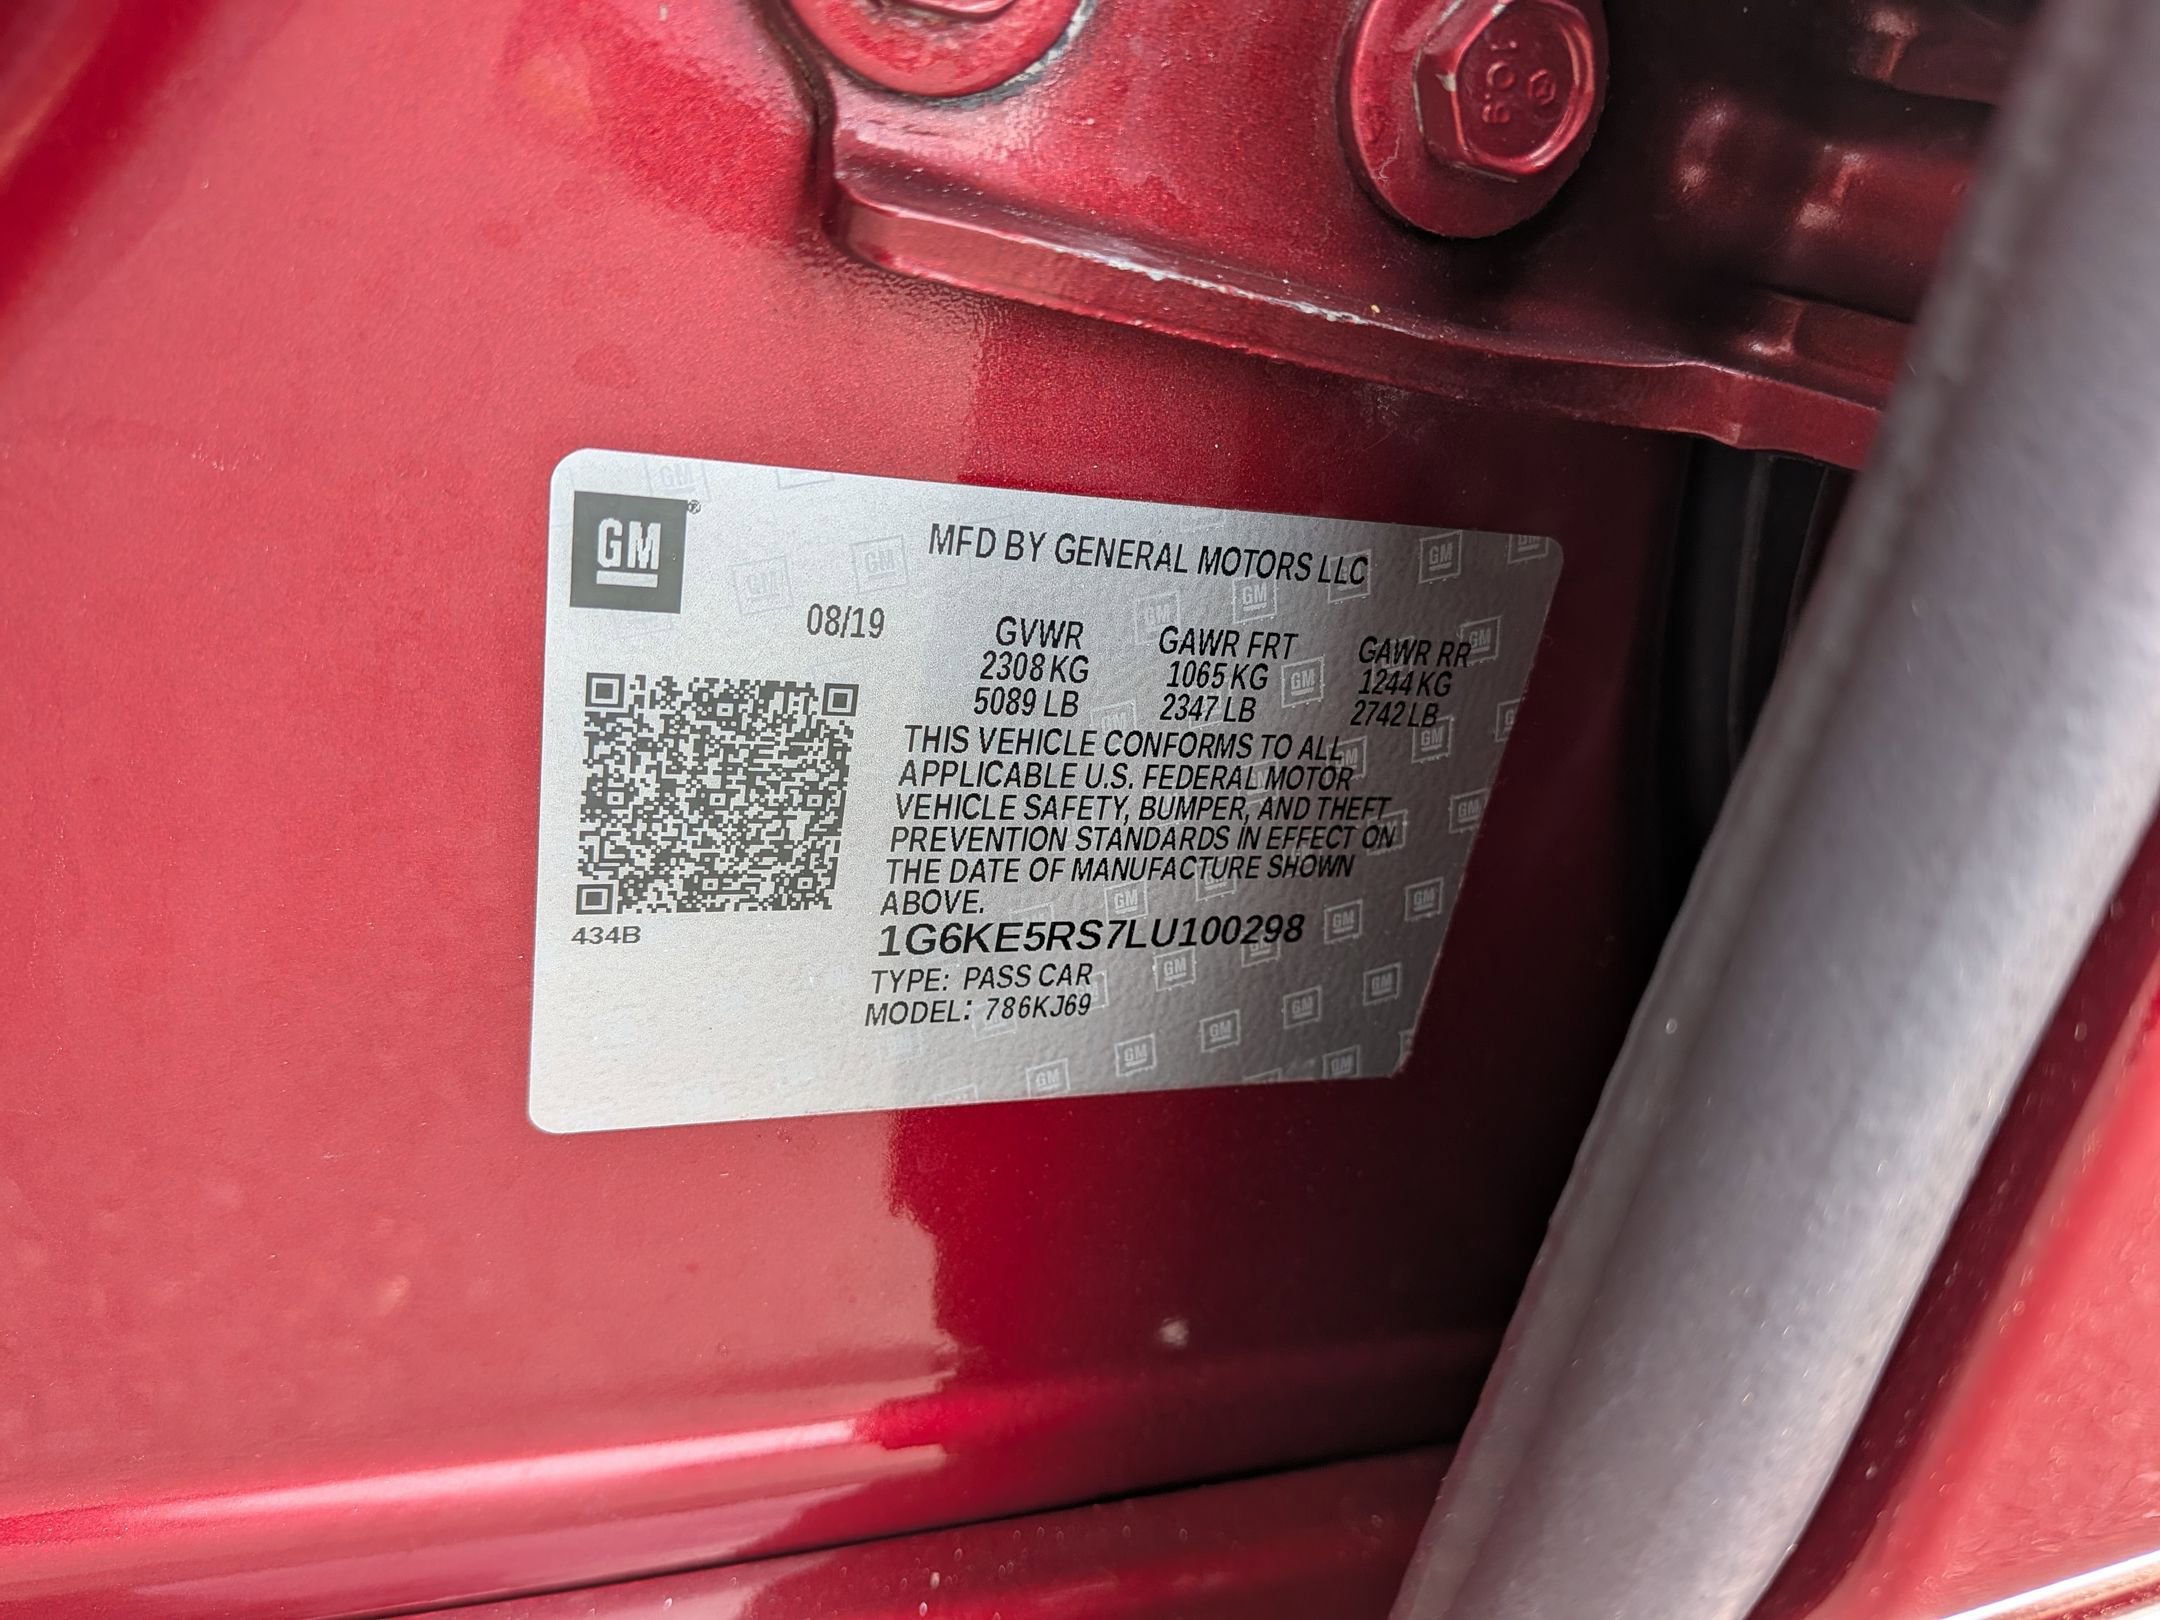 10.9
GM
MFD BY GENERAL MOTORS LLC
08/19
GVWR GAWR FRT GAWR RR
2308 KG 1065 KG 1244 KG
5089 LB 2347 LB 2742 LB
THIS VEHICLE CONFORMS TO ALL
APPLICABLE U.S. FEDERAL MOTOR
VEHICLE SAFETY, BUMPER, AND THEFT
PREVENTION STANDARDS IN EFFECT ON
THE DATE OF MANUFACTURE SHOWN
ABOVE.
1G6KE5RS7LU100298
TYPE: PASS CAR
MODEL: 786KJ69
434B